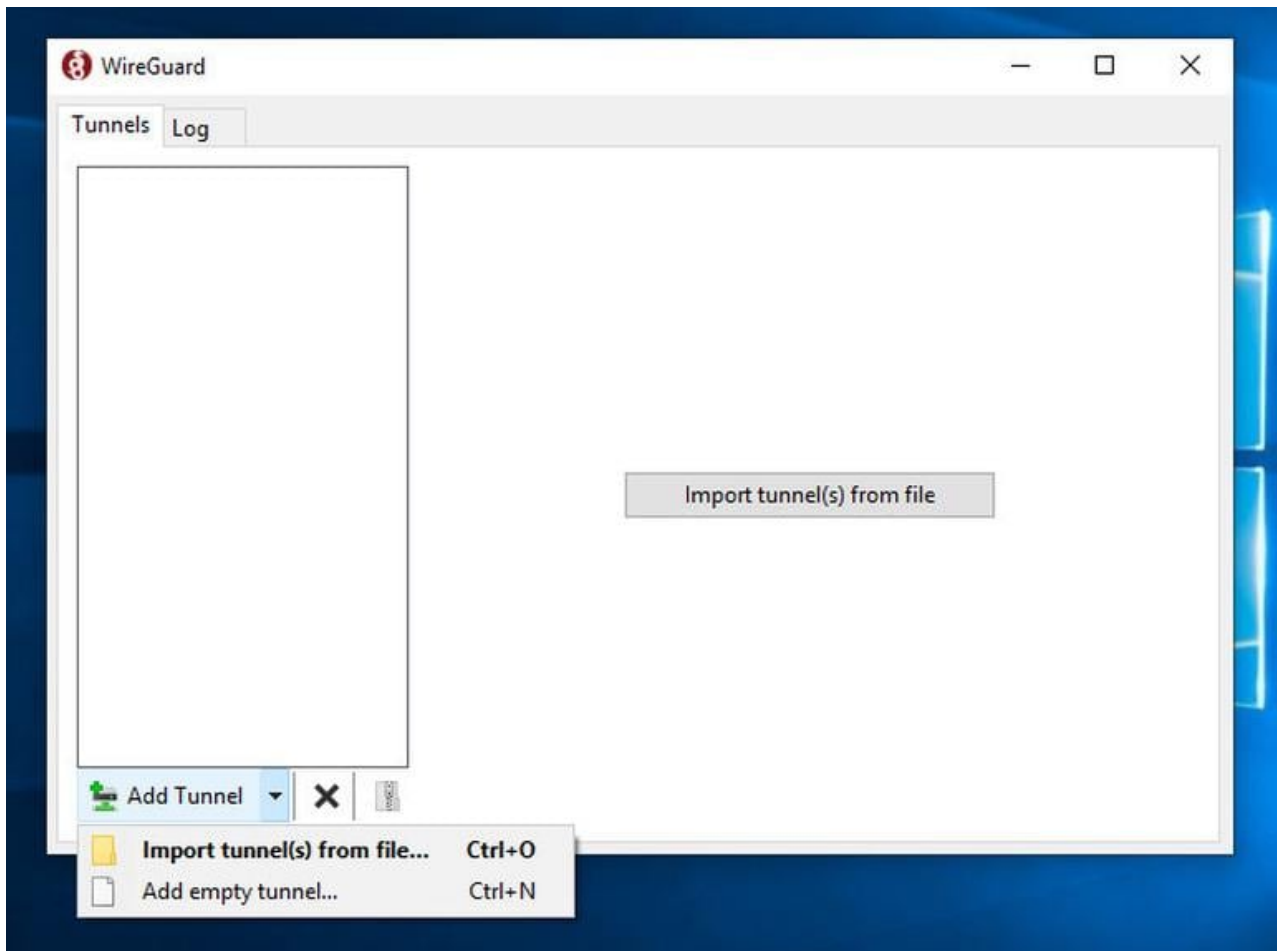 WireGuard
Tunnels Log
Import tunnel(s) from file
Add Tunnel
Import tunnel(s) from file... Ctrl+O
Add empty tunnel... Ctrl+N